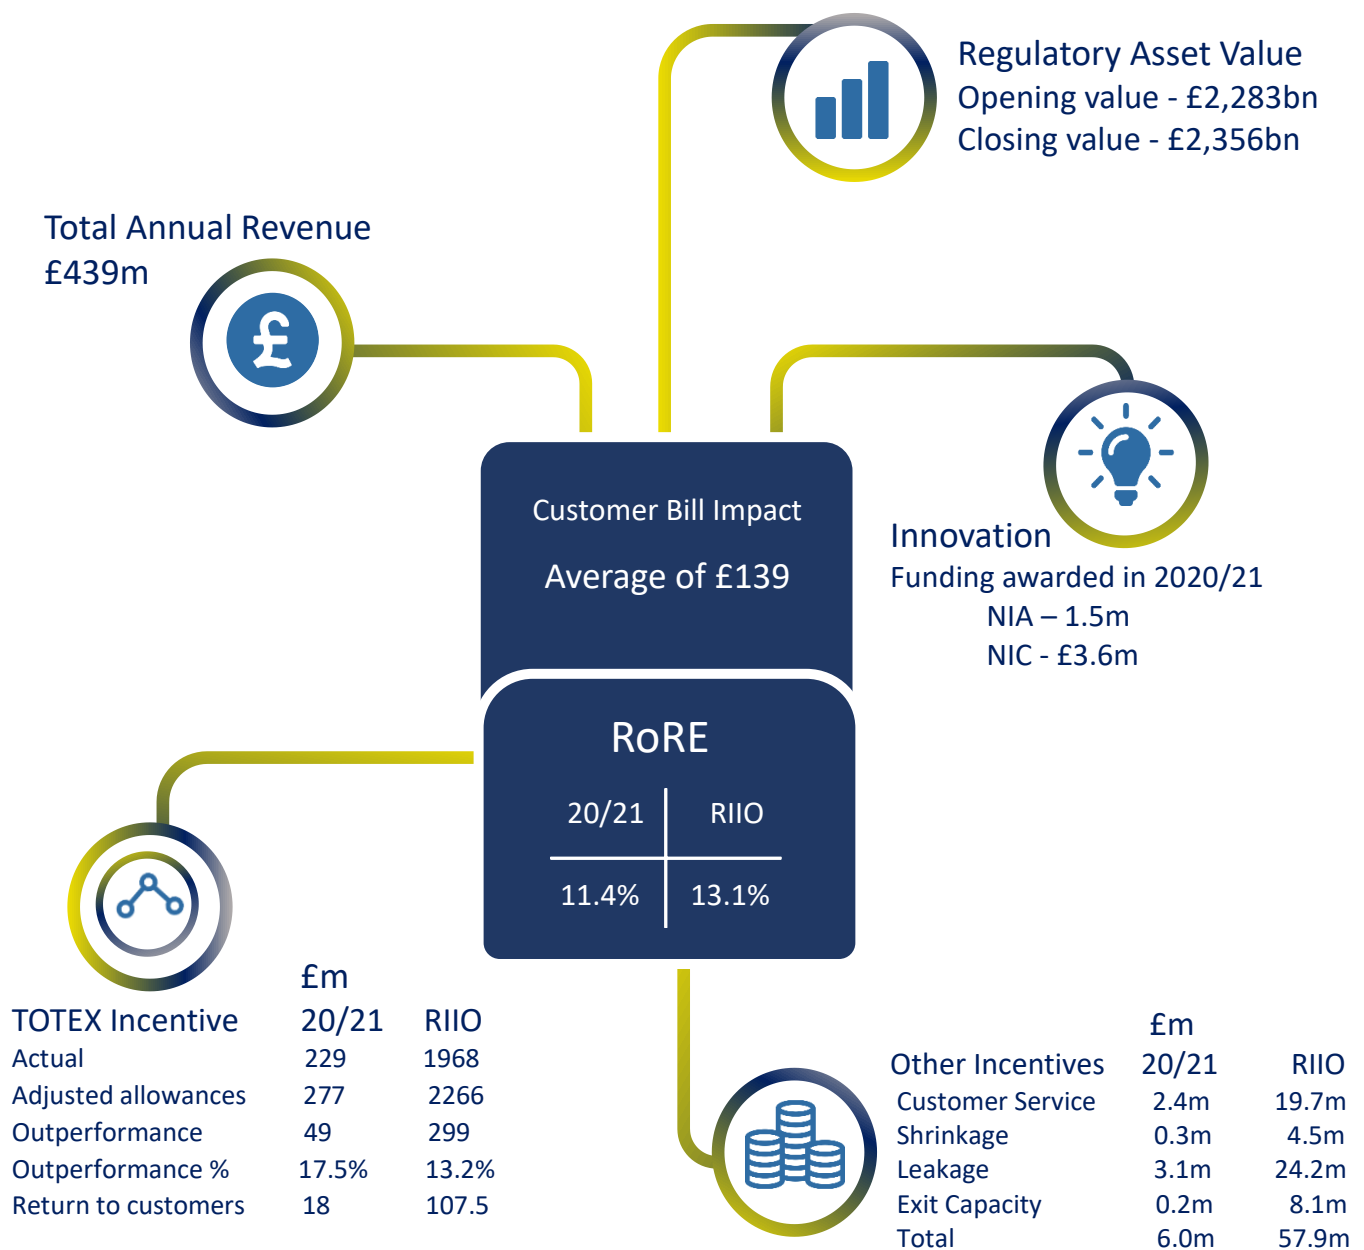 Regulatory Asset Value
Opening value - £2,283bn
Closing value - £2,356bn
Total Annual Revenue
£439m
£
Customer Bill Impact
Average of £139
Innovation
Funding awarded in 2020/21
NIA – 1.5m
NIC - £3.6m
RoRE
20/21 RIIO
11.4% 13.1%
£m
TOTEX Incentive 20/21 RIIO
Actual 229 1968
Adjusted allowances 277 2266
Outperformance 49 299
Outperformance % 17.5% 13.2%
Return to customers 18 107.5
£m
Other Incentives 20/21 RIIO
Customer Service 2.4m 19.7m
Shrinkage 0.3m 4.5m
Leakage 3.1m 24.2m
Exit Capacity 0.2m 8.1m
Total 6.0m 57.9m